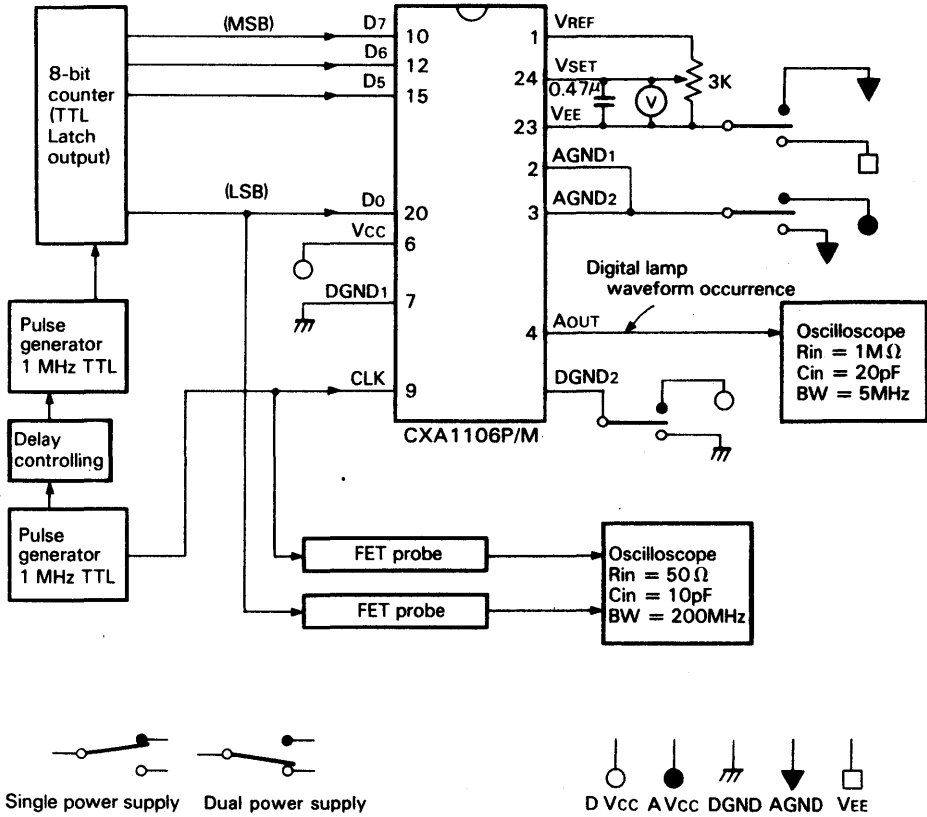 (MSB)
D7
10
VREF
1
D6
12
D5
15
8-bit
counter
(TTL
Latch
output)
VSET
24
0.47μ
V
3K
VEE
23
AGND1
2
AGND2
3
(LSB)
D0
20
VCC
6
DGND1
7
Digital lamp
waveform occurrence
AOUT
4
Pulse
generator
1 MHz TTL
Oscilloscope
Rin = 1MΩ
Cin = 20pF
BW = 5MHz
CLK
9
DGND2
CXA1106P/M
Delay
controlling
Pulse
generator
1 MHz TTL
FET probe
FET probe
Oscilloscope
Rin = 50Ω
Cin = 10pF
BW = 200MHz
Single power supply
Dual power supply
D VCC
A VCC
DGND
AGND
VEE